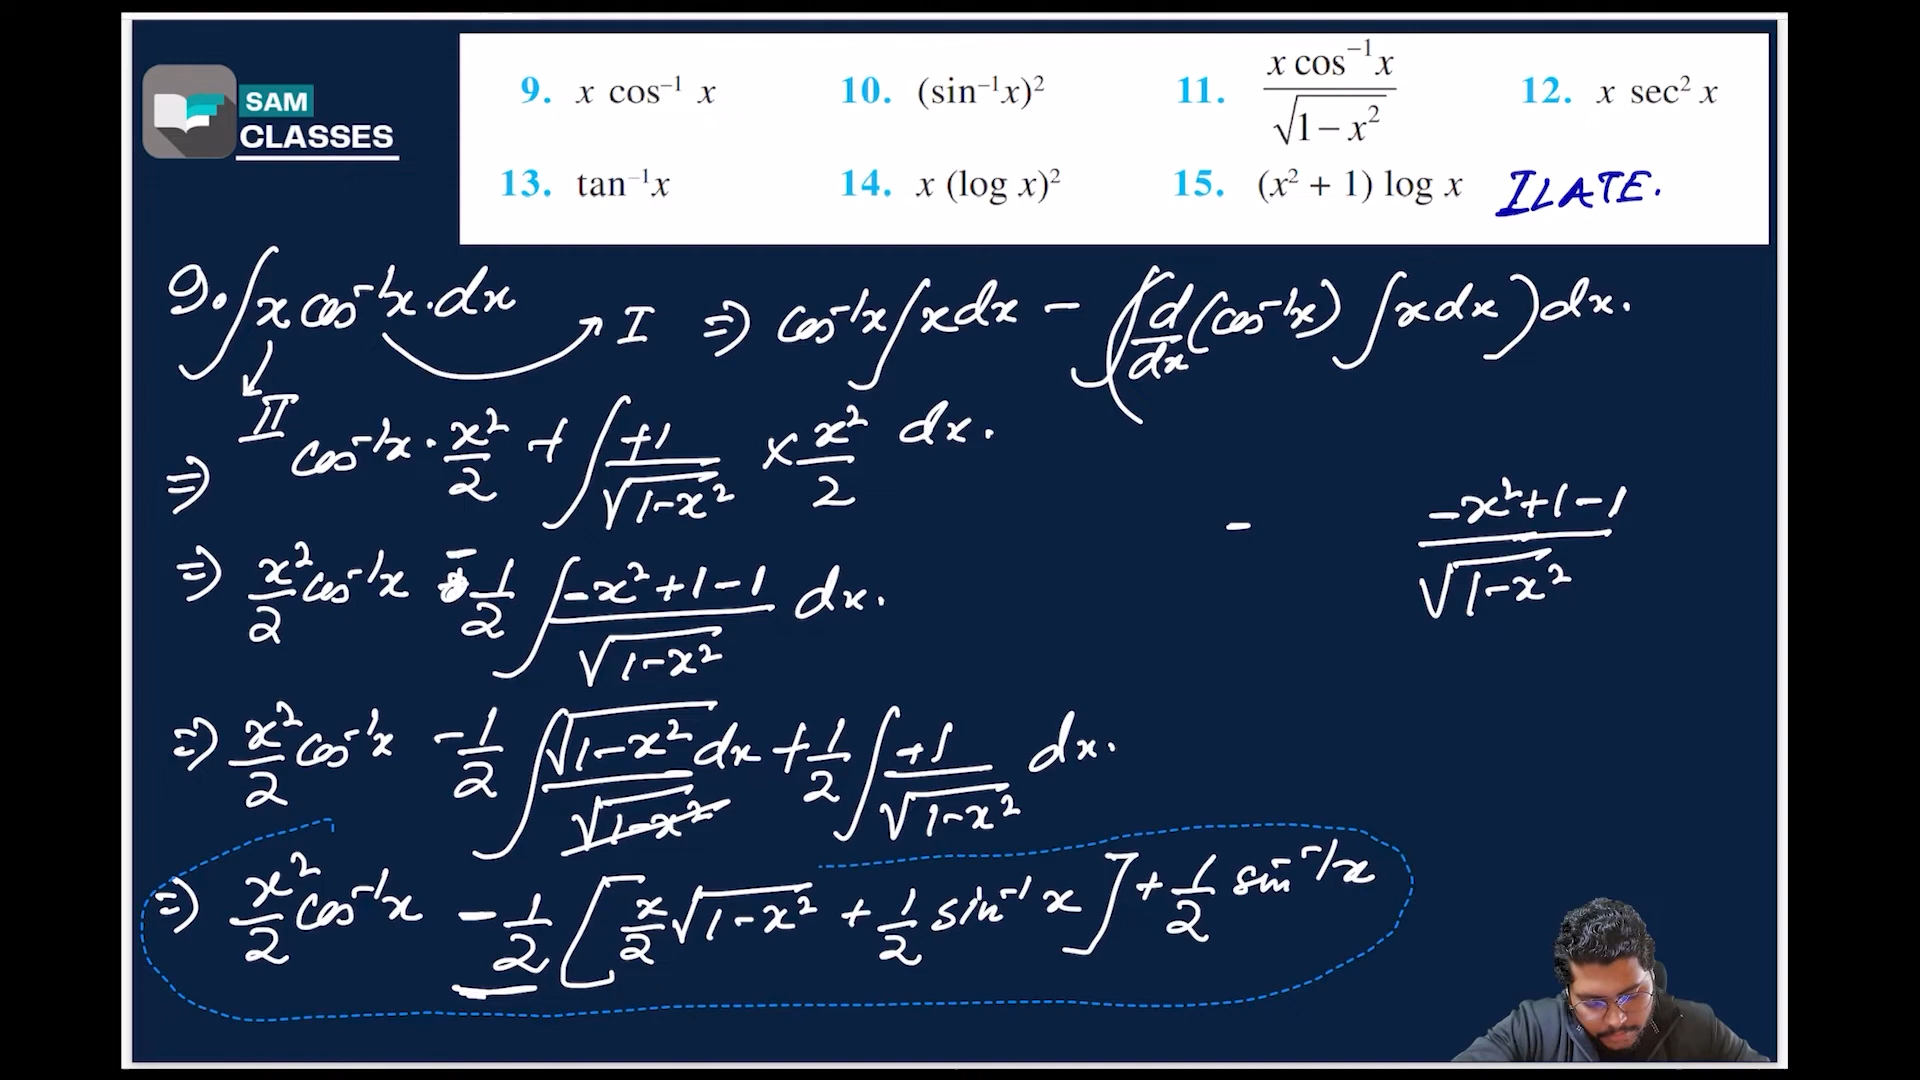 SAM
CLASSES
9. x cos⁻¹ x 10. (sin⁻¹x)² 11. x cos⁻¹x / √(1−x²) 12. x sec² x
13. tan⁻¹x 14. x (log x)² 15. (x² + 1) log x ILATE.
9. ∫ x cos⁻¹x · dx → I ⇒ cos⁻¹x ∫ x dx − ∫ (d/dx (cos⁻¹x) ∫ x dx) dx.
II
⇒ cos⁻¹x · x²/2 + ∫ +1/√(1−x²) × x²/2 dx.
− (−x²+1−1)/√(1−x²)
⇒ x²/2 cos⁻¹x − 1/2 ∫ (−x²+1−1)/√(1−x²) dx.
⇒ x²/2 cos⁻¹x − 1/2 ∫ √(1−x²)/√(1−x²) dx + 1/2 ∫ +1/√(1−x²) dx.
⇒ x²/2 cos⁻¹x − 1/2 [ x/2 √(1−x²) + 1/2 sin⁻¹ x ] + 1/2 sin⁻¹x